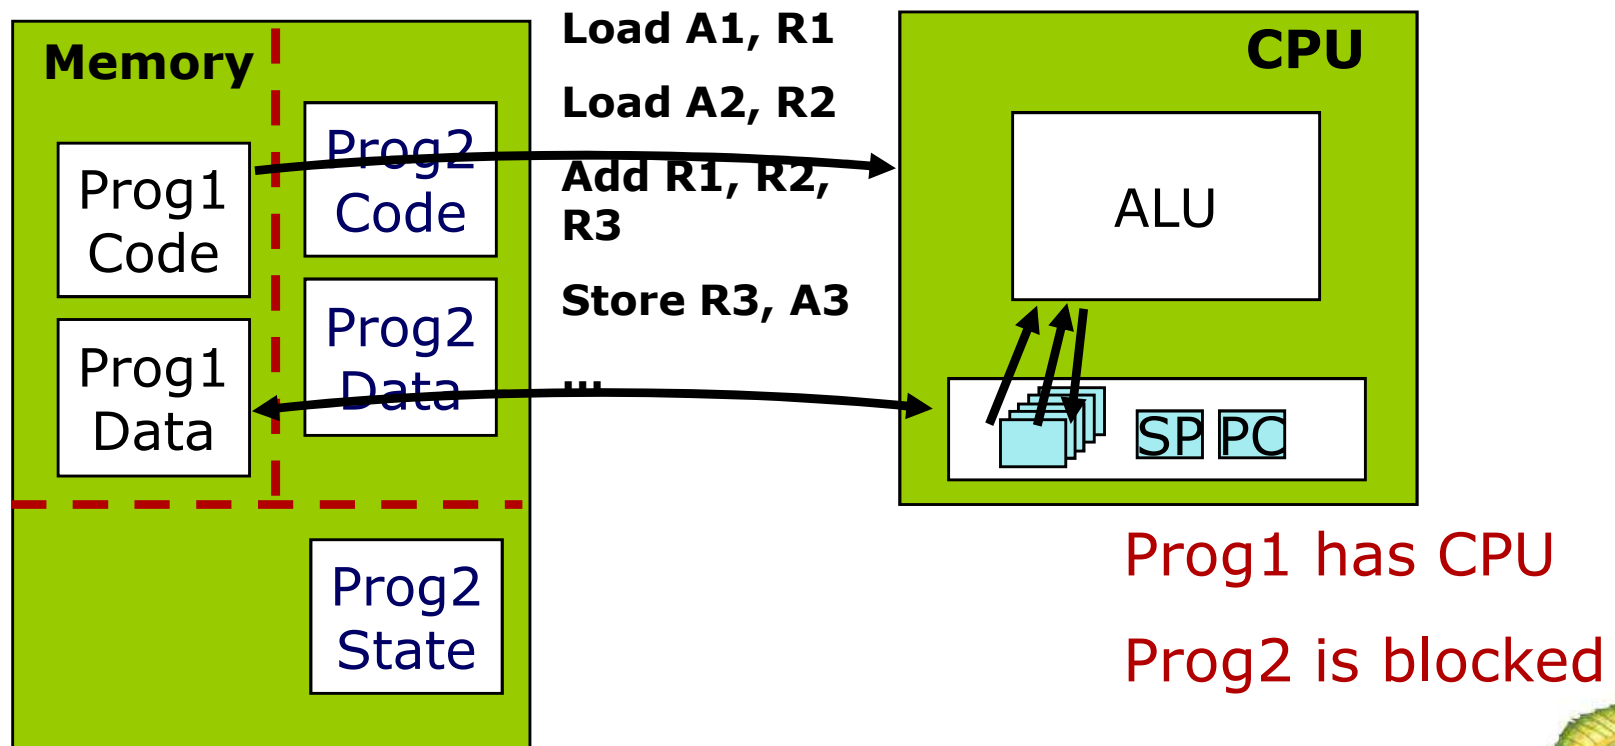 Memory
Prog1
Code
Prog1
Data
Prog2
Code
Prog2
Data
Prog2
State
Load A1, R1
Load A2, R2
Add R1, R2,
R3
Store R3, A3
...
CPU
ALU
SP PC
Prog1 has CPU
Prog2 is blocked